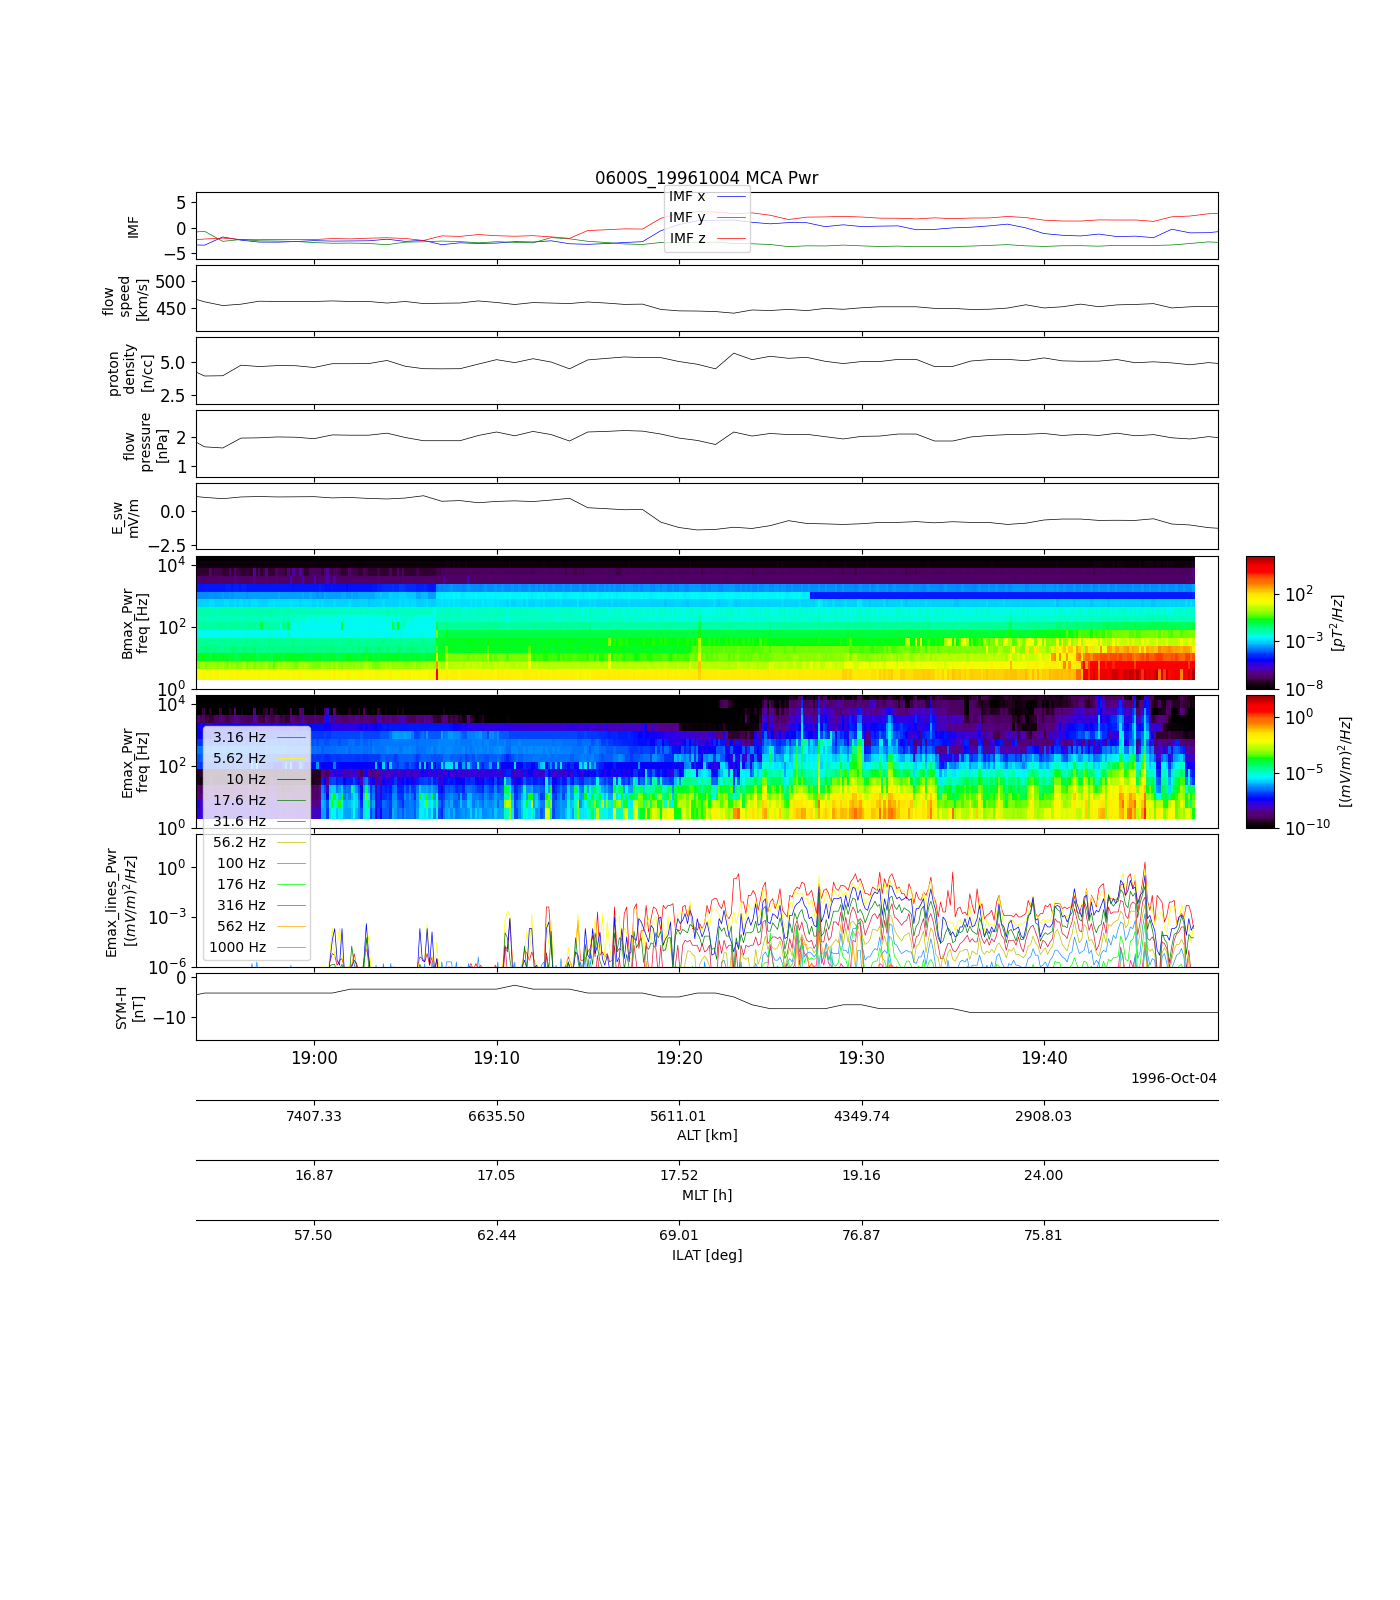 0600S_19961004 MCA Pwr
IMF
5
0
−5
IMF x
IMF y
IMF z
flow
speed
[km/s]
500
450
proton
density
[n/cc]
5.0
2.5
flow
pressure
[nPa]
2
1
E_sw
mV/m
0.0
−2.5
Bmax_Pwr
freq [Hz]
10^4
10^2
10^0
10^2
10^−3
10^−8
[pT^2/Hz]
Emax_Pwr
freq [Hz]
10^4
10^2
10^0
10^0
10^−5
10^−10
[(mV/m)^2/Hz]
3.16 Hz
5.62 Hz
10 Hz
17.6 Hz
31.6 Hz
56.2 Hz
100 Hz
176 Hz
316 Hz
562 Hz
1000 Hz
Emax_lines_Pwr
[(mV/m)^2/Hz]
10^0
10^−3
10^−6
SYM-H
[nT]
0
−10
19:00 19:10 19:20 19:30 19:40
1996-Oct-04
7407.33 6635.50 5611.01 4349.74 2908.03
ALT [km]
16.87 17.05 17.52 19.16 24.00
MLT [h]
57.50 62.44 69.01 76.87 75.81
ILAT [deg]